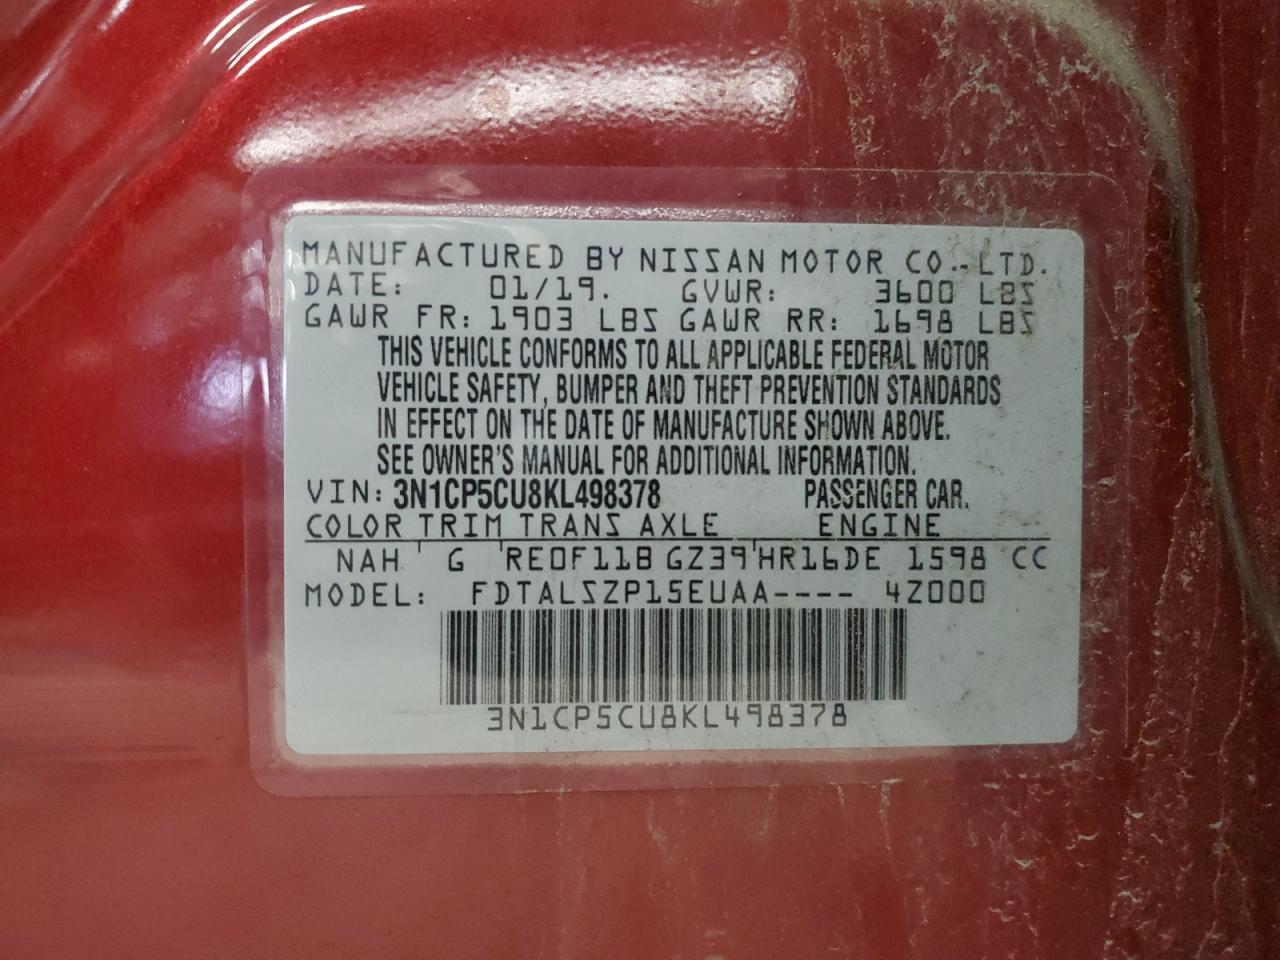 MANUFACTURED BY NISSAN MOTOR CO., LTD.
DATE: 01/19. GVWR: 3600 LBS
GAWR FR: 1903 LBS GAWR RR: 1698 LBS
THIS VEHICLE CONFORMS TO ALL APPLICABLE FEDERAL MOTOR
VEHICLE SAFETY, BUMPER AND THEFT PREVENTION STANDARDS
IN EFFECT ON THE DATE OF MANUFACTURE SHOWN ABOVE.
SEE OWNER'S MANUAL FOR ADDITIONAL INFORMATION.
VIN: 3N1CP5CU8KL498378 PASSENGER CAR.
COLOR TRIM TRANS AXLE ENGINE
NAH G RE0F11B GZ39 HR16DE 1598 CC
MODEL: FDTALSZP15EUAA---- 4Z000
3N1CP5CU8KL498378